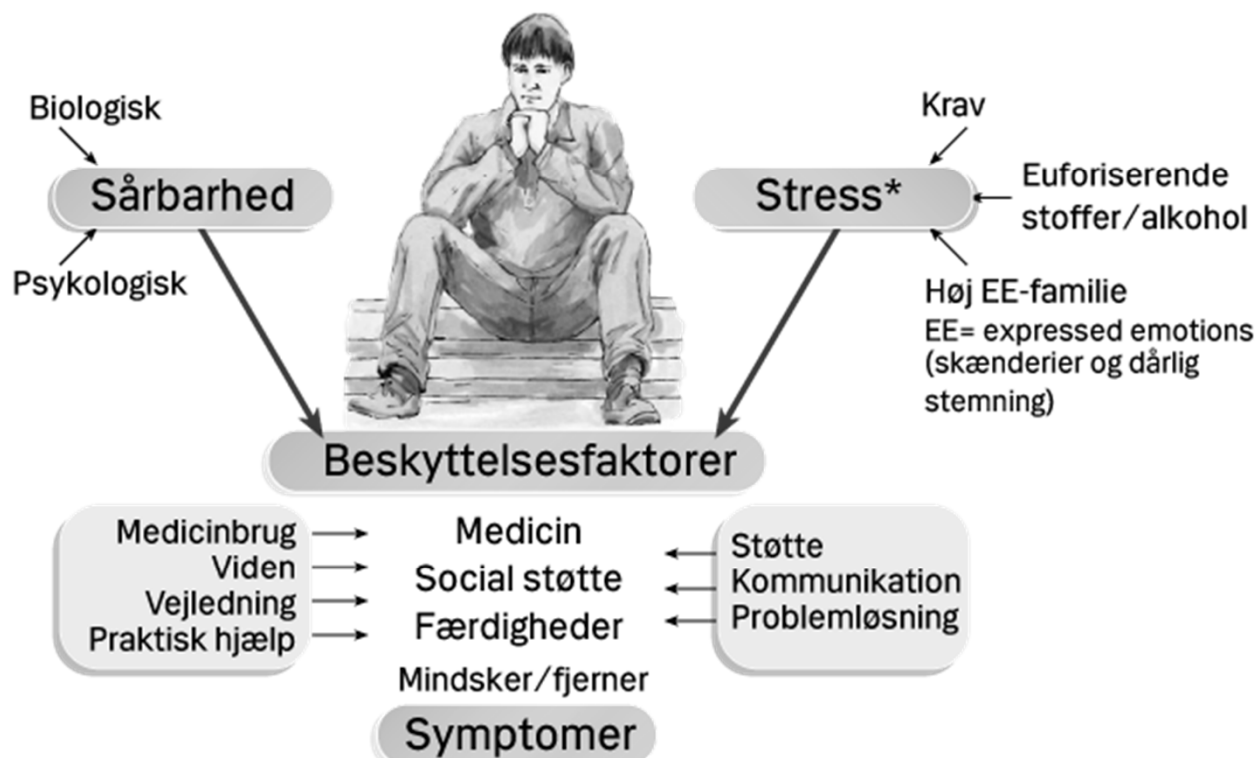 Biologisk
Sårbarhed
Psykologisk
Krav
Stress*
Euforiserende
stoffer/alkohol
Høj EE-familie
EE= expressed emotions
(skænderier og dårlig
stemning)
Beskyttelsesfaktorer
Medicinbrug
Viden
Vejledning
Praktisk hjælp
Medicin
Social støtte
Færdigheder
Støtte
Kommunikation
Problemløsning
Mindsker/fjerner
Symptomer